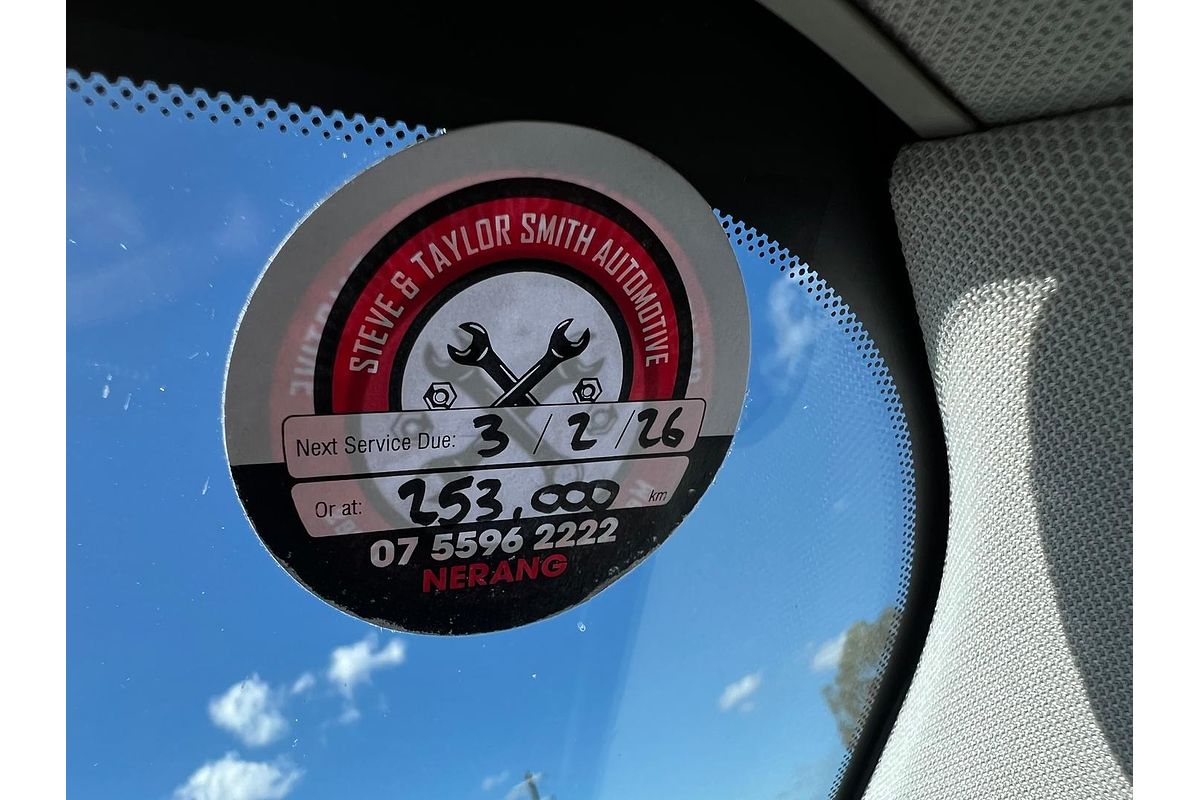 STEVE & TAYLOR SMITH AUTOMOTIVE
Next Service Due: 3 / 2 / 26
Or at: 253,000 km
07 5596 2222
NERANG